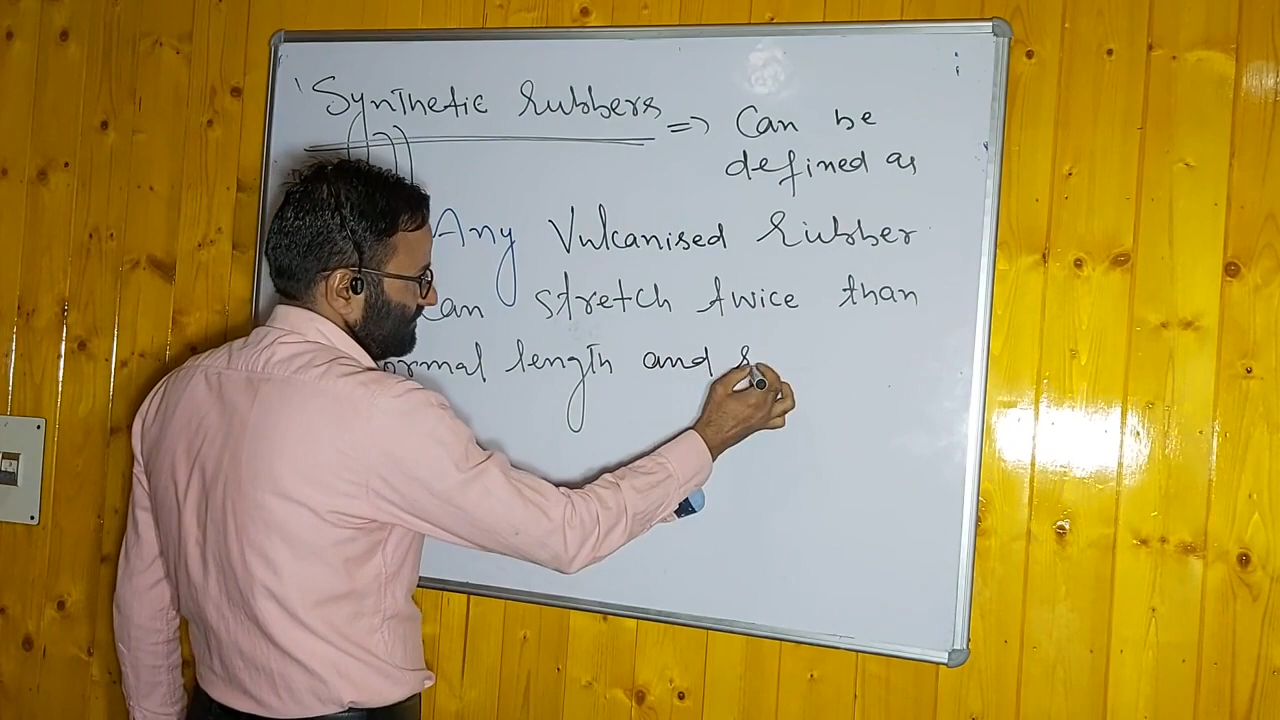 Synthetic Rubbers => Can be
defined as
Any Vulcanised Rubber
Can stretch twice than
normal length and